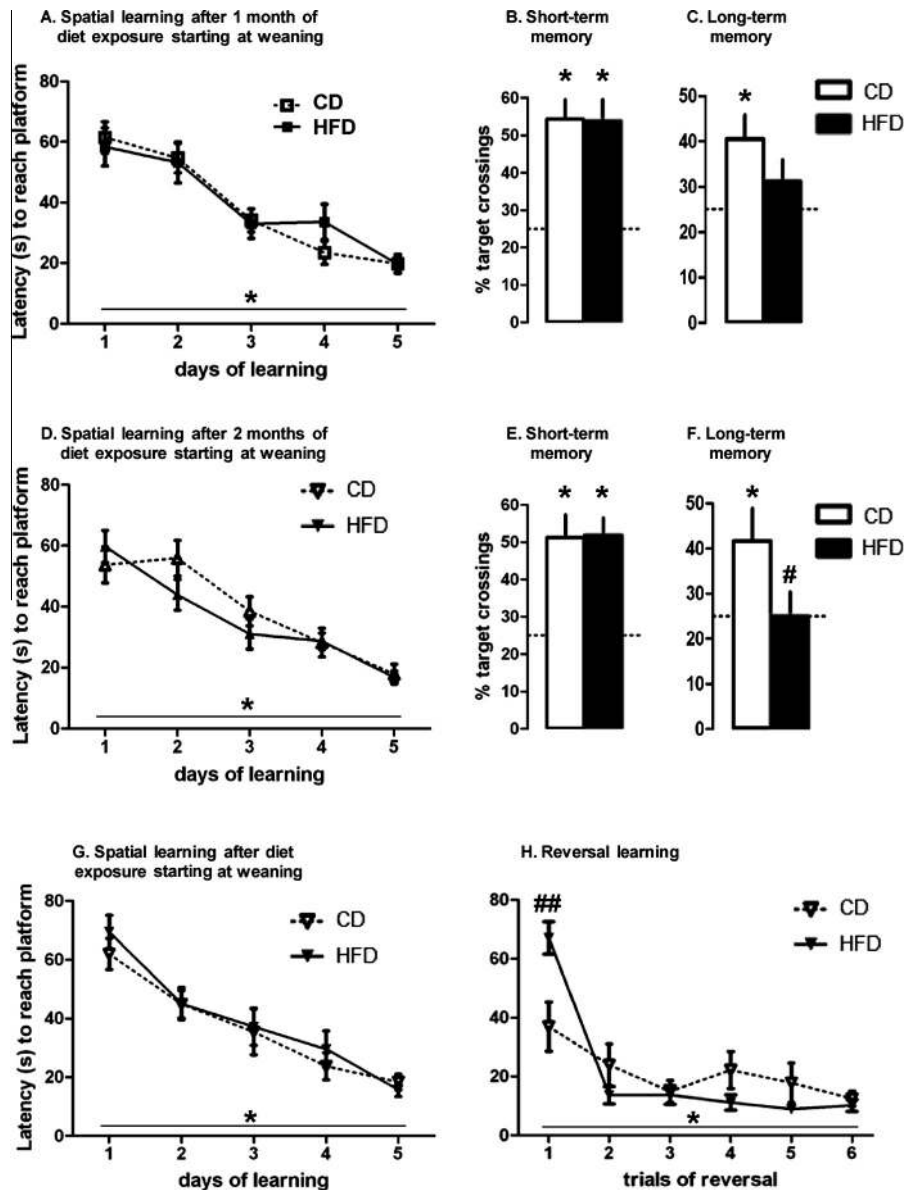 A. Spatial learning after 1 month of
diet exposure starting at weaning
Latency (s) to reach platform
80
60
40
20
0
CD
HFD
*
1 2 3 4 5
days of learning
B. Short-term
memory
% target crossings
60
50
40
30
20
10
0
* *
C. Long-term
memory
50
40
30
20
10
0
*
CD
HFD
D. Spatial learning after 2 months of
diet exposure starting at weaning
Latency (s) to reach platform
80
60
40
20
0
CD
HFD
*
1 2 3 4 5
days of learning
E. Short-term
memory
% target crossings
60
50
40
30
20
10
0
* *
F. Long-term
memory
50
40
30
20
10
0
*
#
CD
HFD
G. Spatial learning after diet
exposure starting at weaning
Latency (s) to reach platform
80
60
40
20
0
CD
HFD
*
1 2 3 4 5
days of learning
H. Reversal learning
80
60
40
20
0
##
CD
HFD
*
1 2 3 4 5 6
trials of reversal